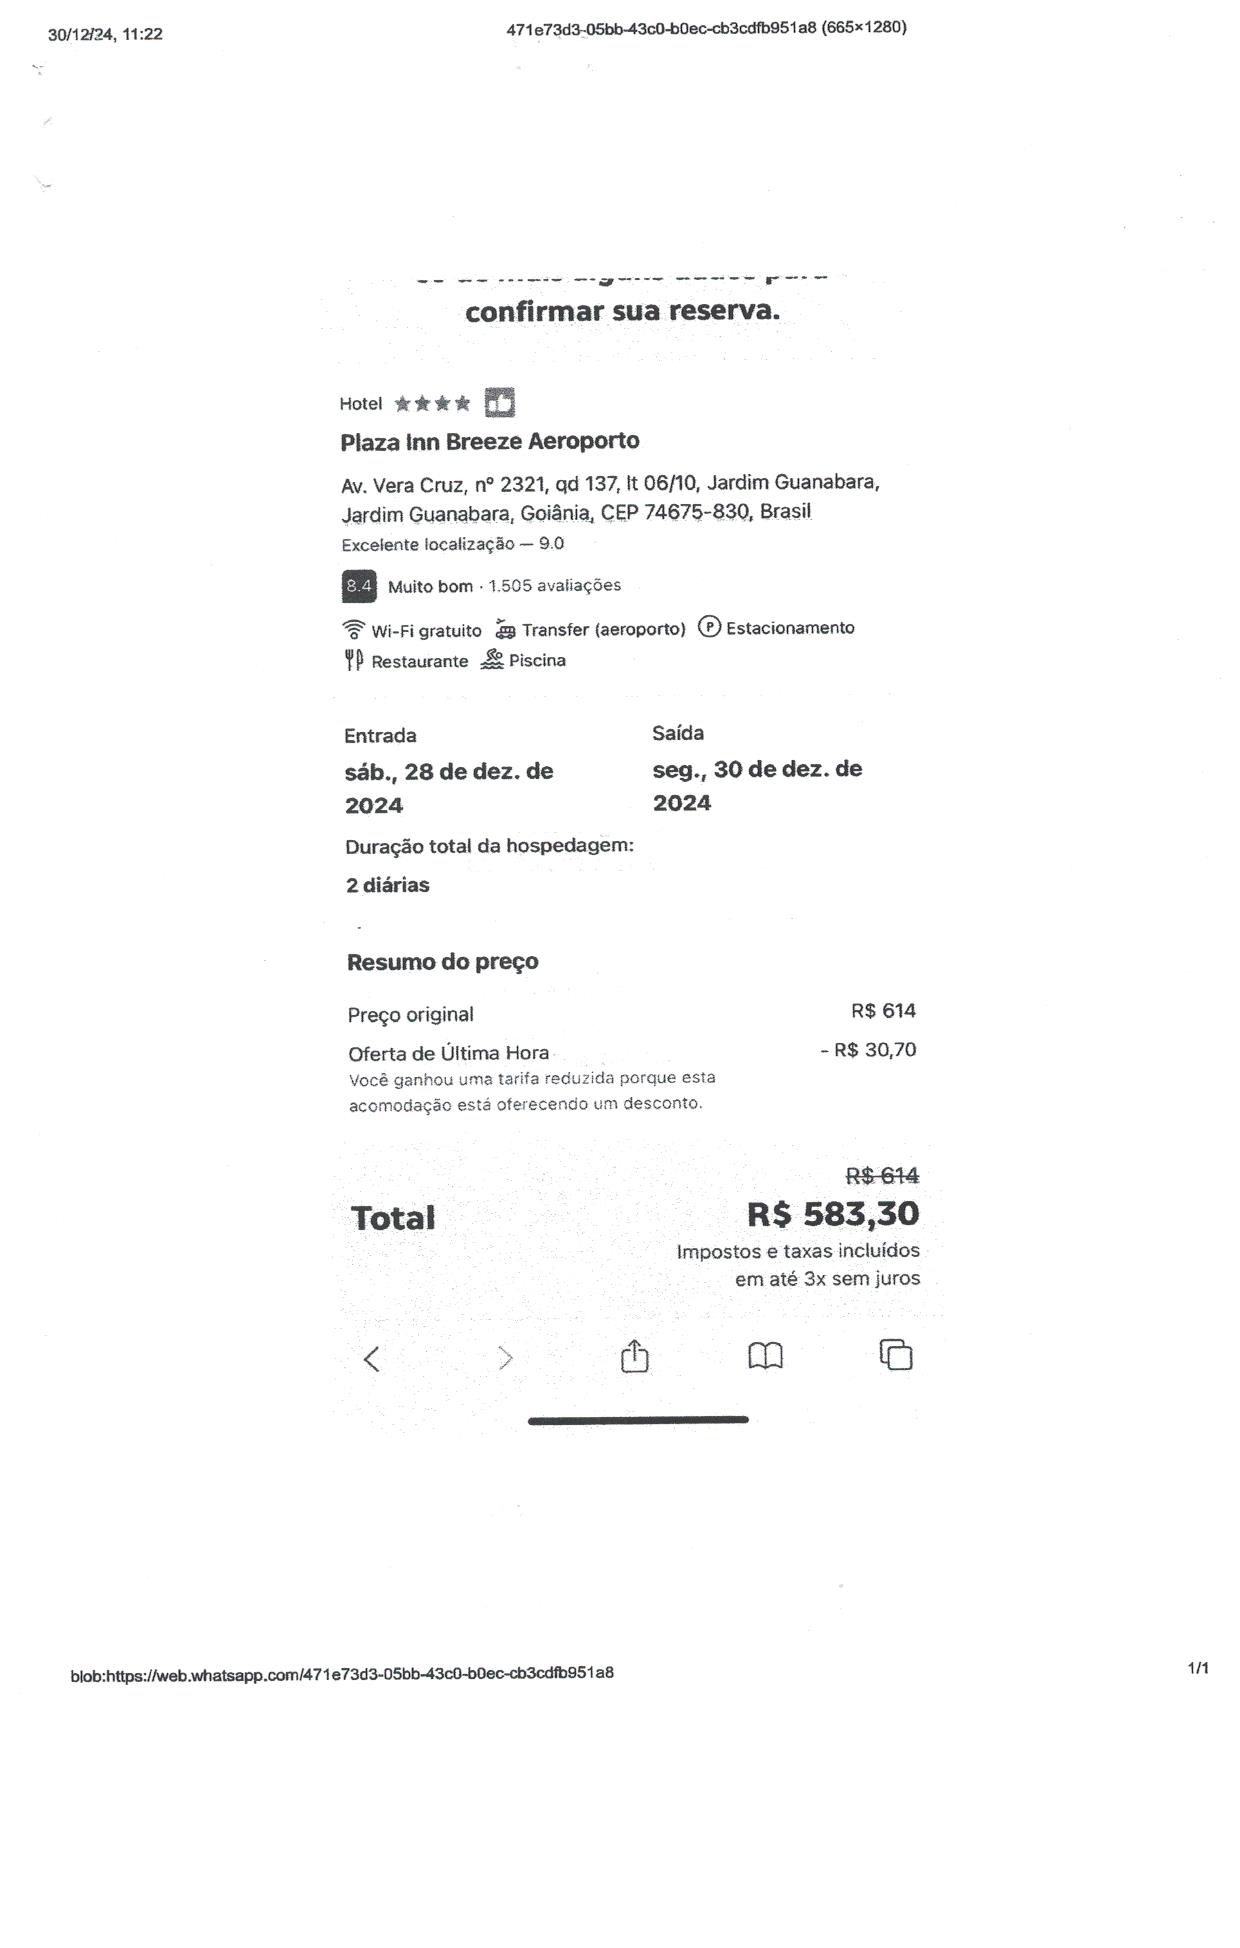 30/12/24, 11:22
471e73d3-05bb-43c0-b0ec-cb3cdfb951a8 (665×1280)
confirmar sua reserva.
Hotel
Plaza Inn Breeze Aeroporto
Av. Vera Cruz, nº 2321, qd 137, lt 06/10, Jardim Guanabara,
Jardim Guanabara, Goiânia, CEP 74675-830, Brasil
Excelente localização — 9.0
8.4 Muito bom · 1.505 avaliações
Wi-Fi gratuito Transfer (aeroporto) P Estacionamento
Restaurante Piscina
Entrada
Saída
sáb., 28 de dez. de
2024
seg., 30 de dez. de
2024
Duração total da hospedagem:
2 diárias
Resumo do preço
Preço original R$ 614
Oferta de Última Hora - R$ 30,70
Você ganhou uma tarifa reduzida porque esta
acomodação está oferecendo um desconto.
R$ 614
Total R$ 583,30
Impostos e taxas incluídos
em até 3x sem juros
blob:https://web.whatsapp.com/471e73d3-05bb-43c0-b0ec-cb3cdfb951a8
1/1